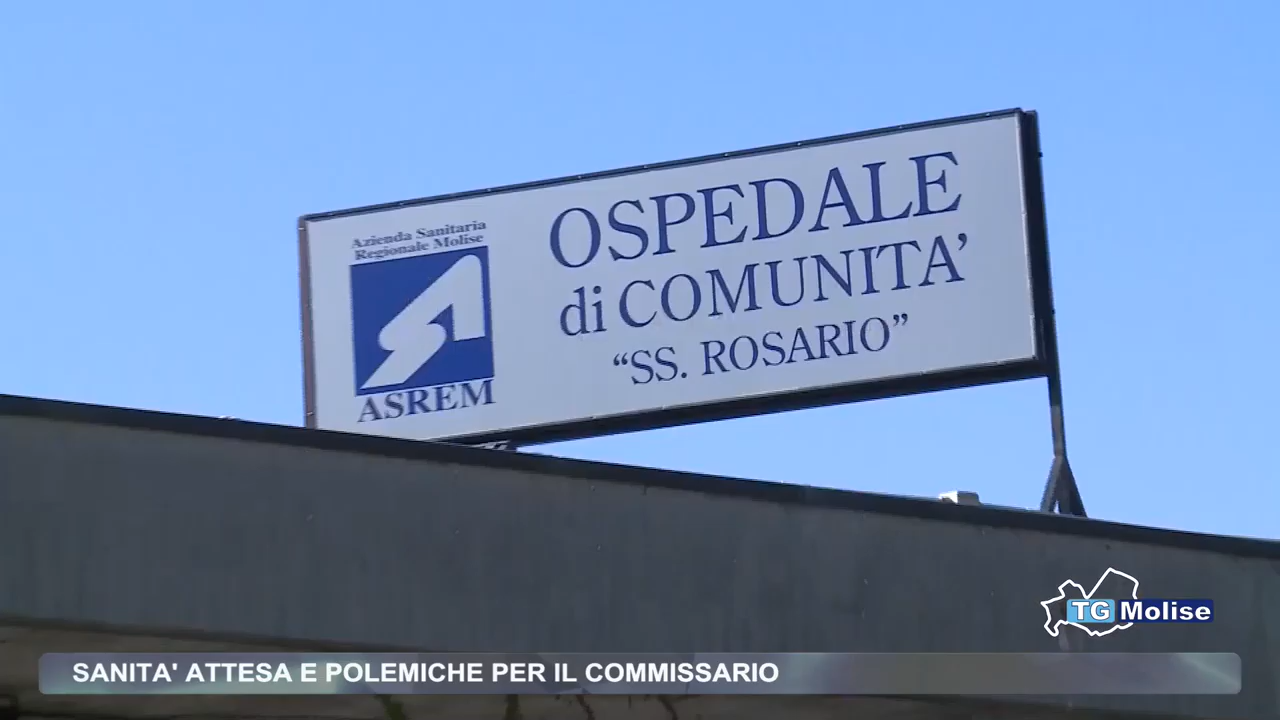 Azienda Sanitaria
Regionale Molise
ASREM
OSPEDALE
di COMUNITA’
“SS. ROSARIO”
TG Molise
SANITA' ATTESA E POLEMICHE PER IL COMMISSARIO